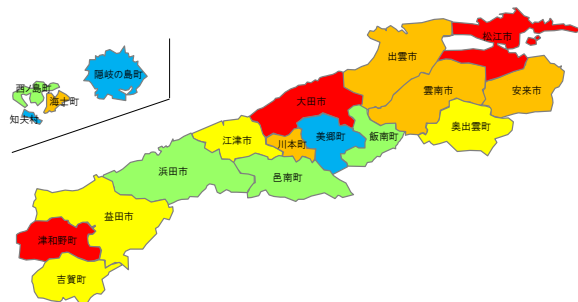 松江市
隠岐の島町
出雲市
西ノ島町
海士町
知夫村
大田市
雲南市
安来市
江津市
川本町
美郷町
飯南町
奥出雲町
浜田市
邑南町
益田市
津和野町
吉賀町